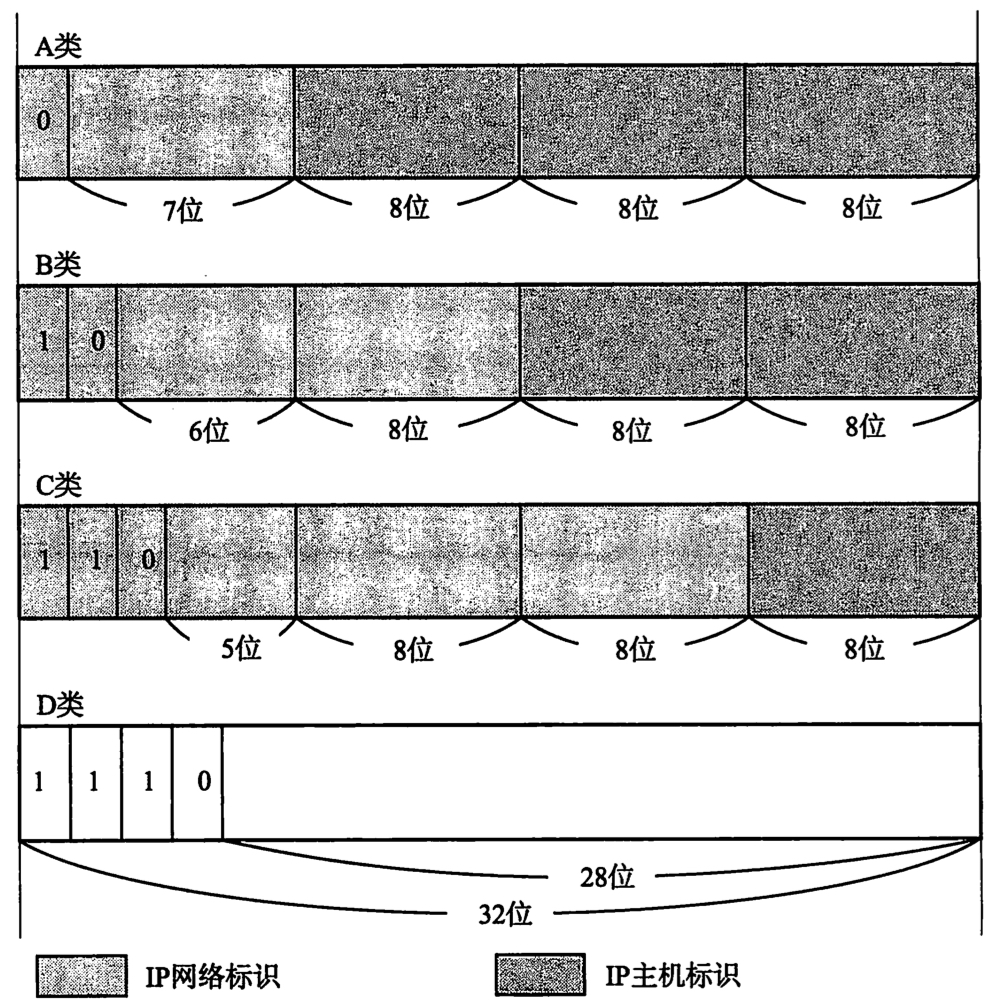 A类
0
7位 8位 8位 8位
B类
1 0
6位 8位 8位 8位
C类
1 1 0
5位 8位 8位 8位
D类
1 1 1 0
28位
32位
IP网络标识 IP主机标识